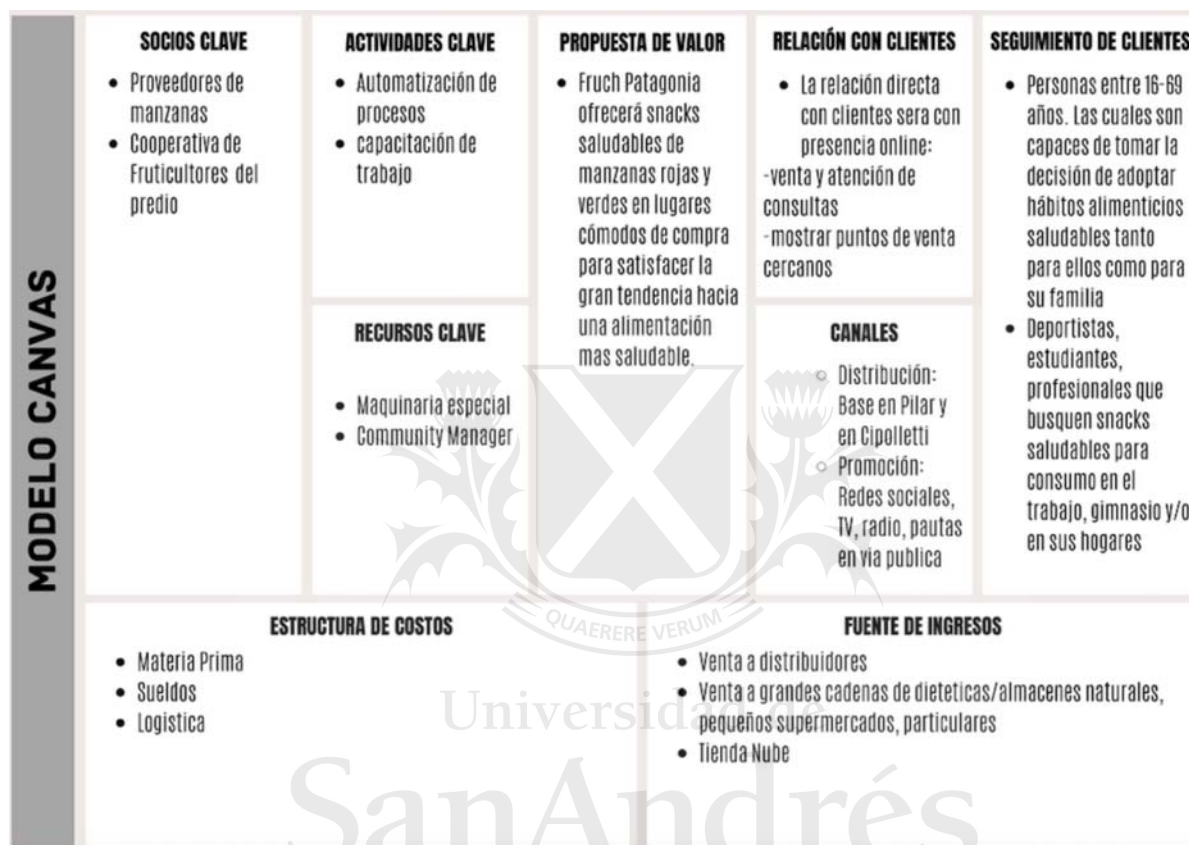 MODELO CANVAS
SOCIOS CLAVE
• Proveedores de
manzanas
• Cooperativa de
Fruticultores del
predio
ACTIVIDADES CLAVE
• Automatización de
procesos
• capacitación de
trabajo
RECURSOS CLAVE
• Maquinaria especial
• Community Manager
PROPUESTA DE VALOR
• Fruch Patagonia
ofrecerá snacks
saludables de
manzanas rojas y
verdes en lugares
cómodos de compra
para satisfacer la
gran tendencia hacia
una alimentación
mas saludable.
RELACIÓN CON CLIENTES
• La relación directa
con clientes sera con
presencia online:
-venta y atención de
consultas
-mostrar puntos de venta
cercanos
CANALES
○ Distribución:
Base en Pilar y
en Cipolletti
○ Promoción:
Redes sociales,
TV, radio, pautas
en via publica
SEGUIMIENTO DE CLIENTES
• Personas entre 16-69
años. Las cuales son
capaces de tomar la
decisión de adoptar
hábitos alimenticios
saludables tanto
para ellos como para
su familia
• Deportistas,
estudiantes,
profesionales que
busquen snacks
saludables para
consumo en el
trabajo, gimnasio y/o
en sus hogares
ESTRUCTURA DE COSTOS
• Materia Prima
• Sueldos
• Logistica
FUENTE DE INGRESOS
• Venta a distribuidores
• Venta a grandes cadenas de dieteticas/almacenes naturales,
pequeños supermercados, particulares
• Tienda Nube
QUAERERE VERUM
Universidad de
SanAndrés